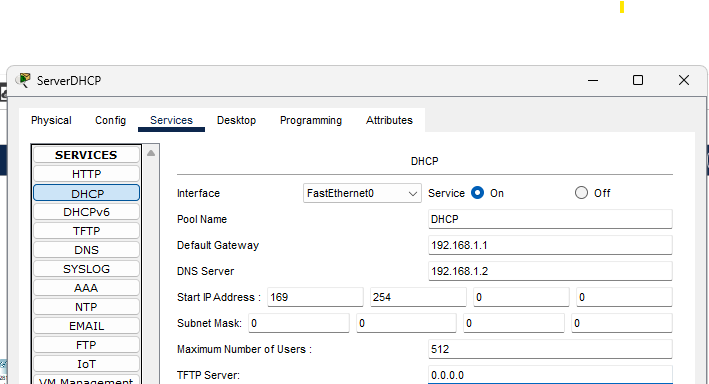 ServerDHCP
Physical Config Services Desktop Programming Attributes
SERVICES
HTTP
DHCP
DHCPv6
TFTP
DNS
SYSLOG
AAA
NTP
EMAIL
FTP
IoT
VM Management
DHCP
Interface FastEthernet0 Service On Off
Pool Name DHCP
Default Gateway 192.168.1.1
DNS Server 192.168.1.2
Start IP Address : 169 254 0 0
Subnet Mask: 0 0 0 0
Maximum Number of Users : 512
TFTP Server: 0.0.0.0